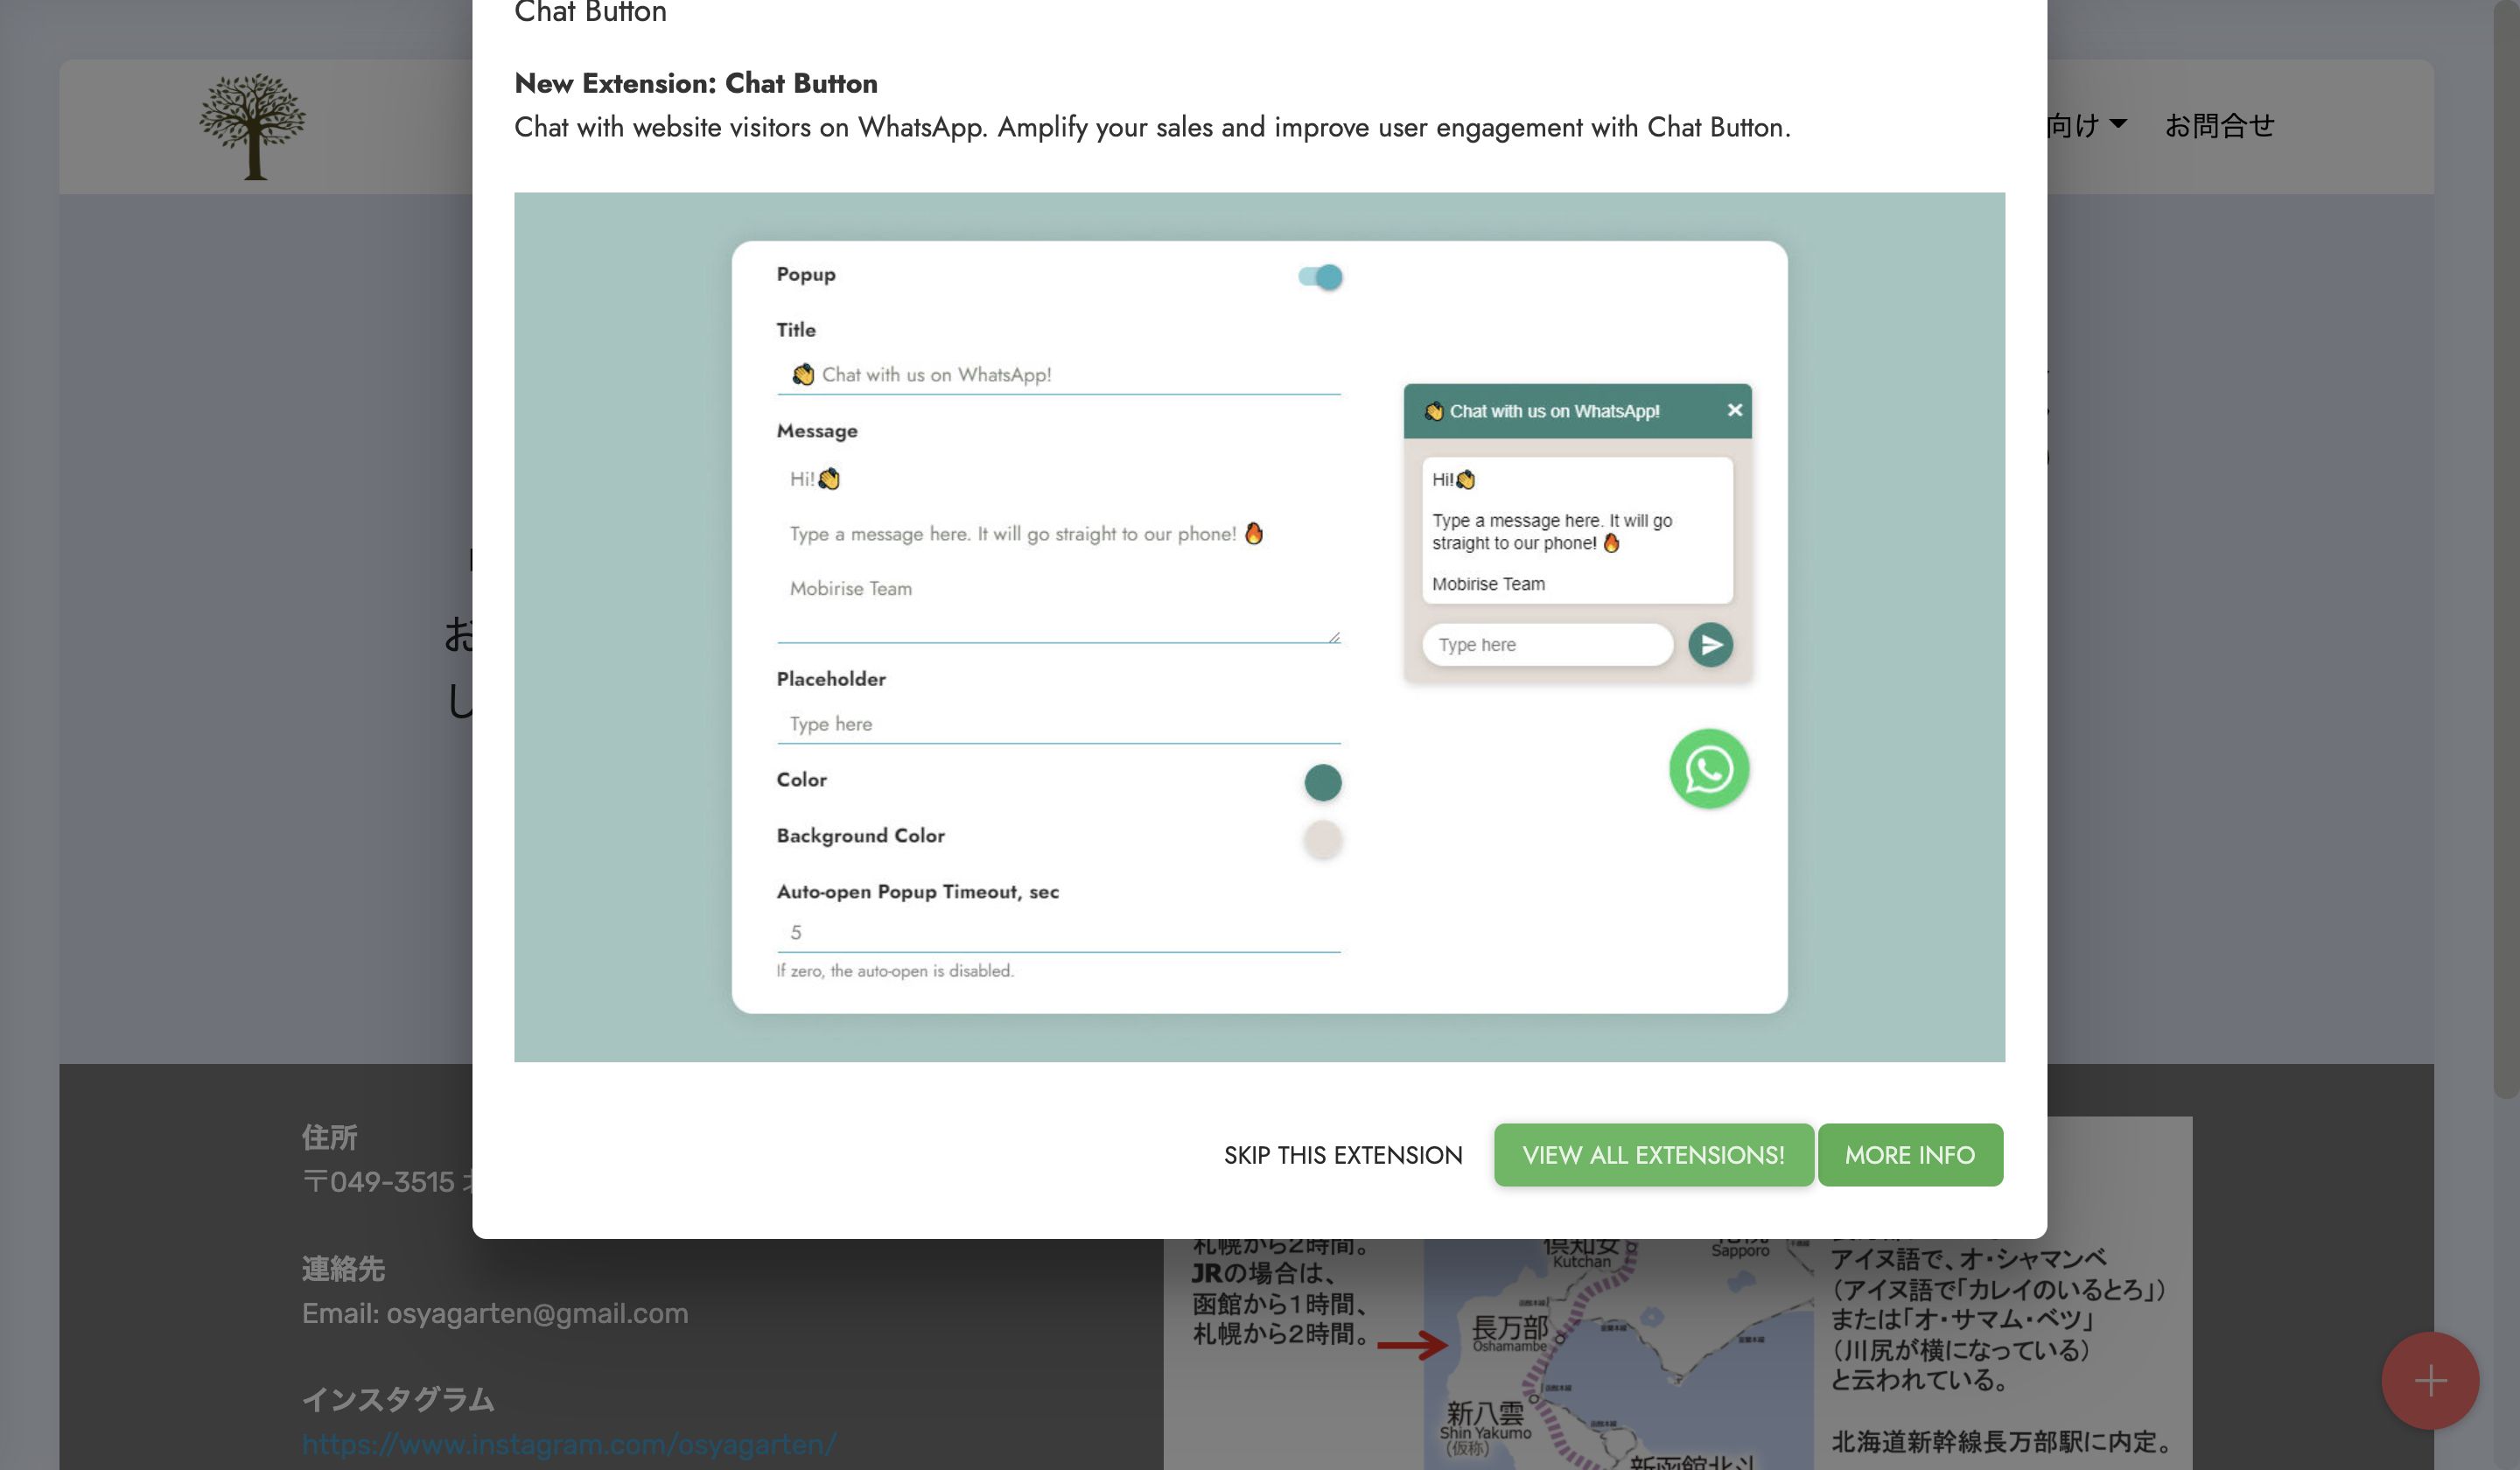 Chat Button
New Extension: Chat Button
Chat with website visitors on WhatsApp. Amplify your sales and improve user engagement with Chat Button.
向け
お問合せ
Popup
Title
👋 Chat with us on WhatsApp!
Message
Hi!👋
Type a message here. It will go straight to our phone! 🔥
Mobirise Team
Placeholder
Type here
Color
Background Color
Auto-open Popup Timeout, sec
5
If zero, the auto-open is disabled.
👋 Chat with us on WhatsApp!
Hi!👋
Type a message here. It will go
straight to our phone! 🔥
Mobirise Team
Type here
お
し
SKIP THIS EXTENSION
VIEW ALL EXTENSIONS!
MORE INFO
住所
〒049-3515
連絡先
Email: osyagarten@gmail.com
インスタグラム
https://www.instagram.com/osyagarten/
札幌から2時間。
JRの場合は、
函館から1時間、
札幌から2時間。
倶知安
Kutchan
Sapporo
長万部
Oshamambe
新八雲
Shin Yakumo
(仮称)
新函館北斗
アイヌ語で、オ・シャマンベ
(アイヌ語で「カレイのいるとろ」)
または「オ・サマム・ベツ」
(川尻が横になっている)
と云われている。
北海道新幹線長万部駅に内定。